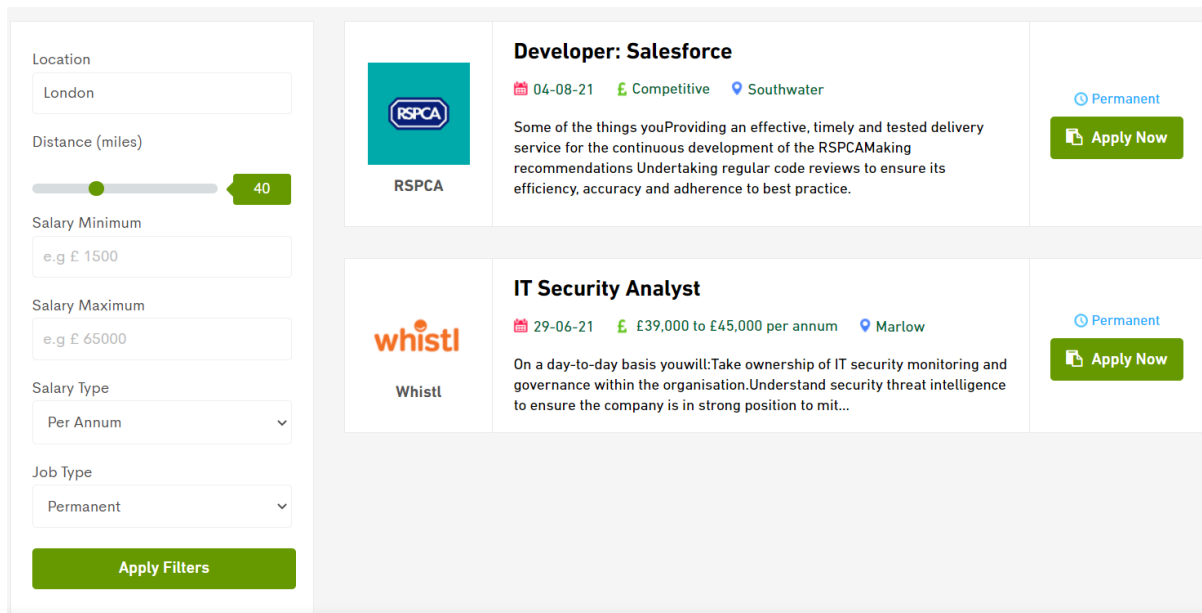 Location
London
Distance (miles)
40
Salary Minimum
e.g £ 1500
Salary Maximum
e.g £ 65000
Salary Type
Per Annum
Job Type
Permanent
Apply Filters
RSPCA
RSPCA
Developer: Salesforce
04-08-21 £ Competitive Southwater
Some of the things youProviding an effective, timely and tested delivery
service for the continuous development of the RSPCAMaking
recommendations Undertaking regular code reviews to ensure its
efficiency, accuracy and adherence to best practice.
Permanent
Apply Now
whistl
Whistl
IT Security Analyst
29-06-21 £ £39,000 to £45,000 per annum Marlow
On a day-to-day basis youwill:Take ownership of IT security monitoring and
governance within the organisation.Understand security threat intelligence
to ensure the company is in strong position to mit...
Permanent
Apply Now